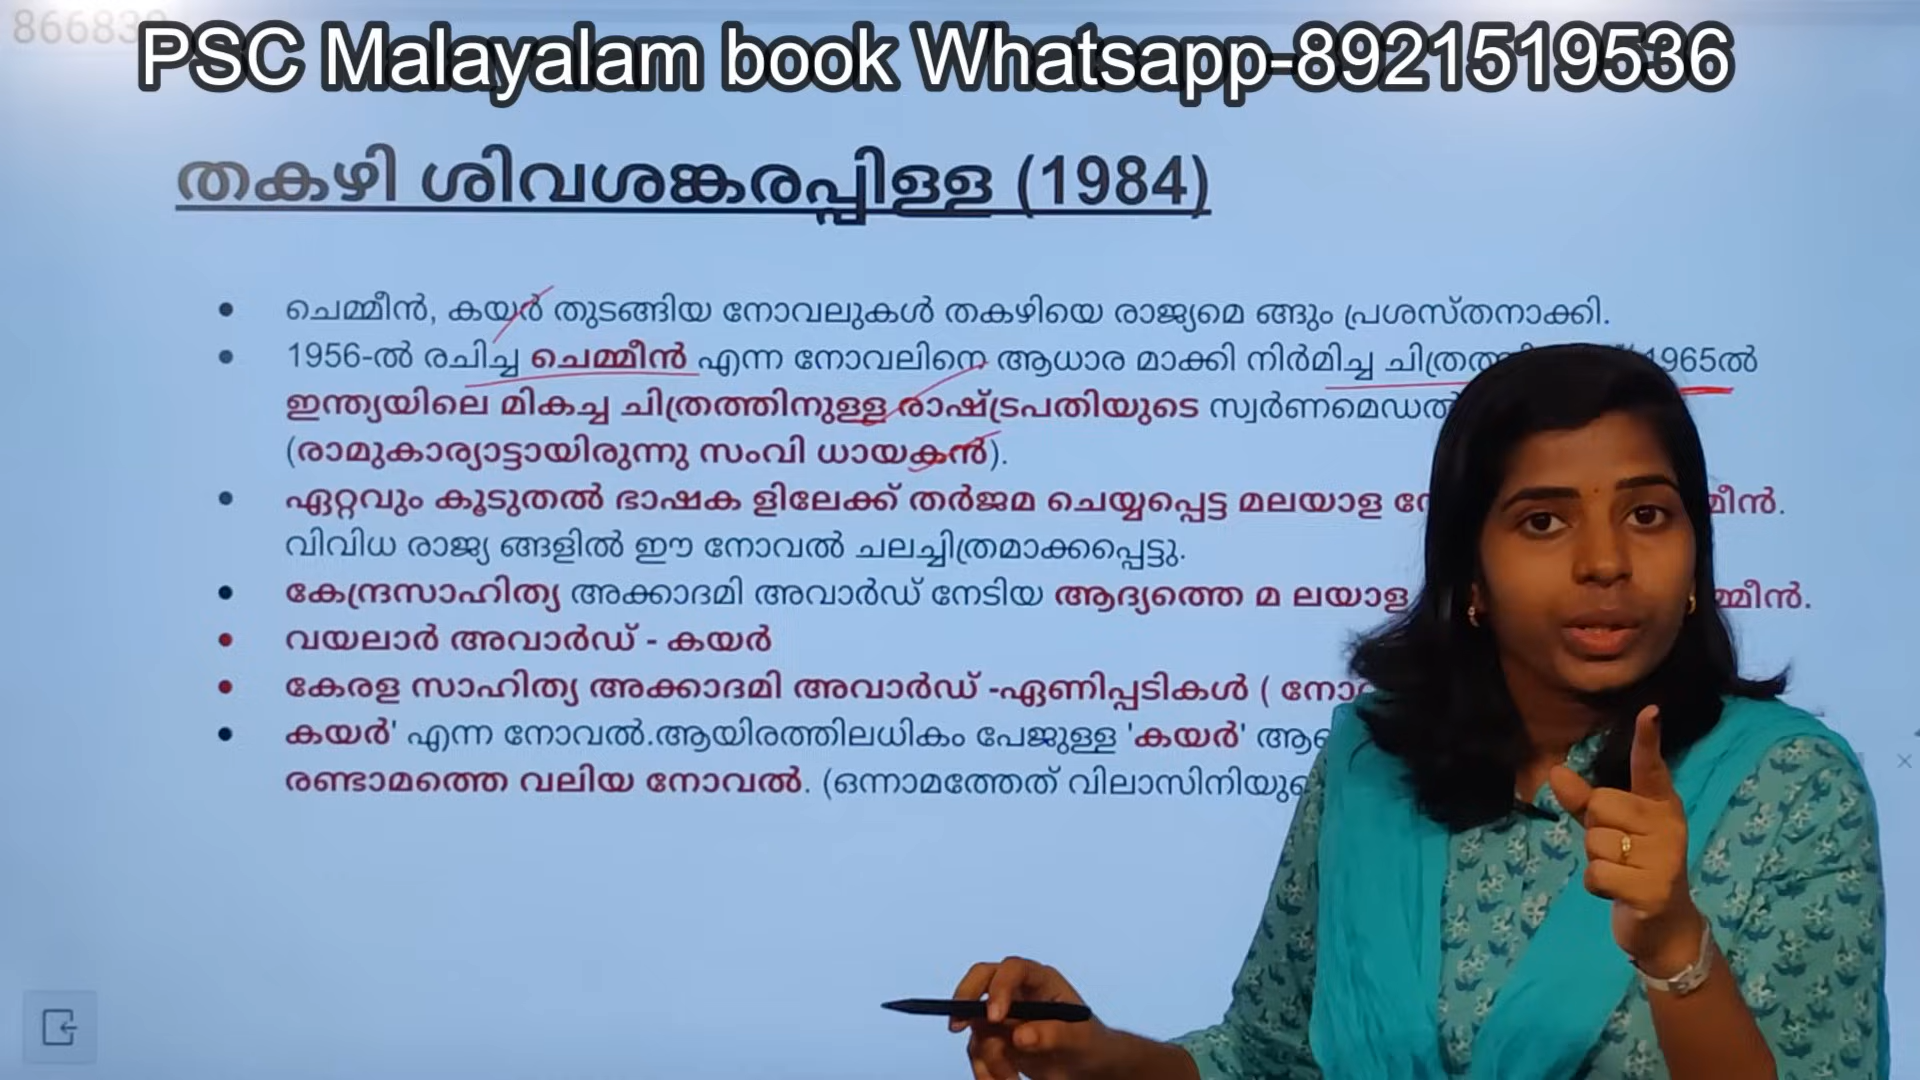 PSC Malayalam book Whatsapp-8921519536
തകഴി ശിവശങ്കരപ്പിള്ള (1984)
ചെമ്മീൻ, കയർ തുടങ്ങിയ നോവലുകൾ തകഴിയെ രാജ്യമെ ങ്ങും പ്രശസ്തനാക്കി.
1956-ൽ രചിച്ച ചെമ്മീൻ എന്ന നോവലിനെ ആധാര മാക്കി നിർമിച്ച 1965ൽ
ഇന്ത്യയിലെ മികച്ച ചിത്രത്തിനുള്ള രാഷ്ട്രപതിയുടെ
(രാമുകാര്യാട്ടായിരുന്നു സംവി ധായകൻ).
ഏറ്റവും കൂടുതൽ ഭാഷക ളിലേക്ക് തർജമ ചെയ്യപ്പെട്ട മലയാള
വിവിധ രാജ്യ ങ്ങളിൽ ഈ നോവൽ ചലച്ചിത്രമാക്കപ്പെട്ടു.
കേന്ദ്രസാഹിത്യ അക്കാദമി അവാർഡ് നേടിയ ആദ്യത്തെ മ ലയാള
വയലാർ അവാർഡ് - കയർ
കേരള സാഹിത്യ അക്കാദമി അവാർഡ് -ഏണിപ്പടികൾ (
കയർ' എന്ന നോവൽ.ആയിരത്തിലധികം പേജുള്ള 'കയർ'
രണ്ടാമത്തെ വലിയ നോവൽ. (ഒന്നാമത്തേത്